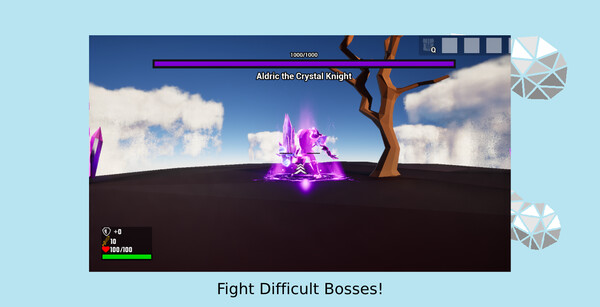 1000/1000
Q
Aldric the Crystal Knight
+0
10
100/100
Fight Difficult Bosses!